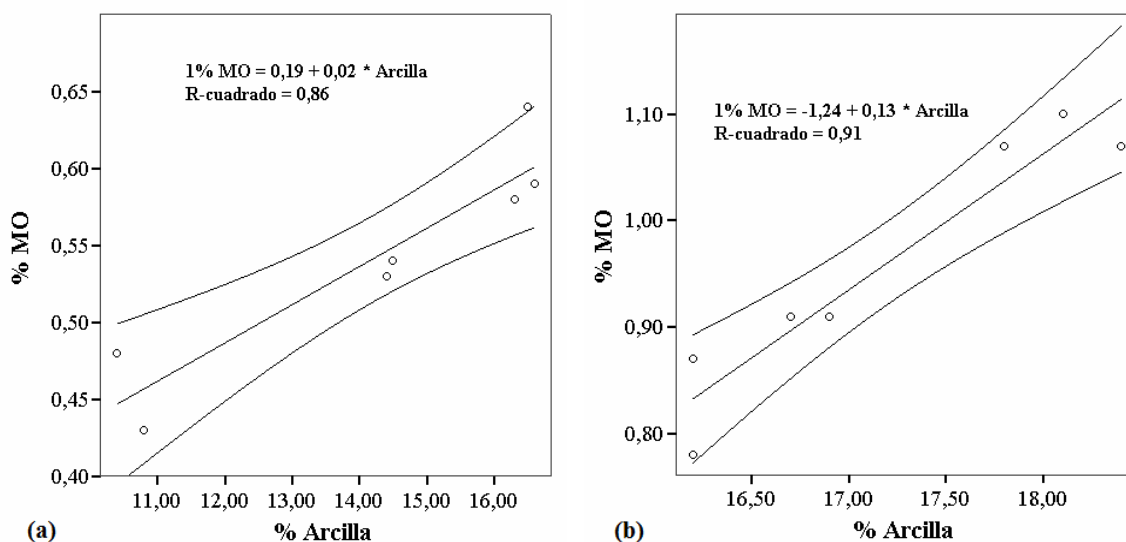 1% MO = 0,19 + 0,02 * Arcilla
R-cuadrado = 0,86
% MO
0,65
0,60
0,55
0,50
0,45
0,40
11,00 12,00 13,00 14,00 15,00 16,00
% Arcilla
(a)
1% MO = -1,24 + 0,13 * Arcilla
R-cuadrado = 0,91
% MO
1,10
1,00
0,90
0,80
16,50 17,00 17,50 18,00
% Arcilla
(b)